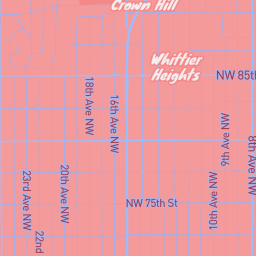 Crown Hill
Whittier
Heights
NW 85th
18th Ave NW
16th Ave NW
9th Ave NW
8th Ave NW
20th Ave NW
23rd Ave NW
10th Ave NW
NW 75th St
22nd